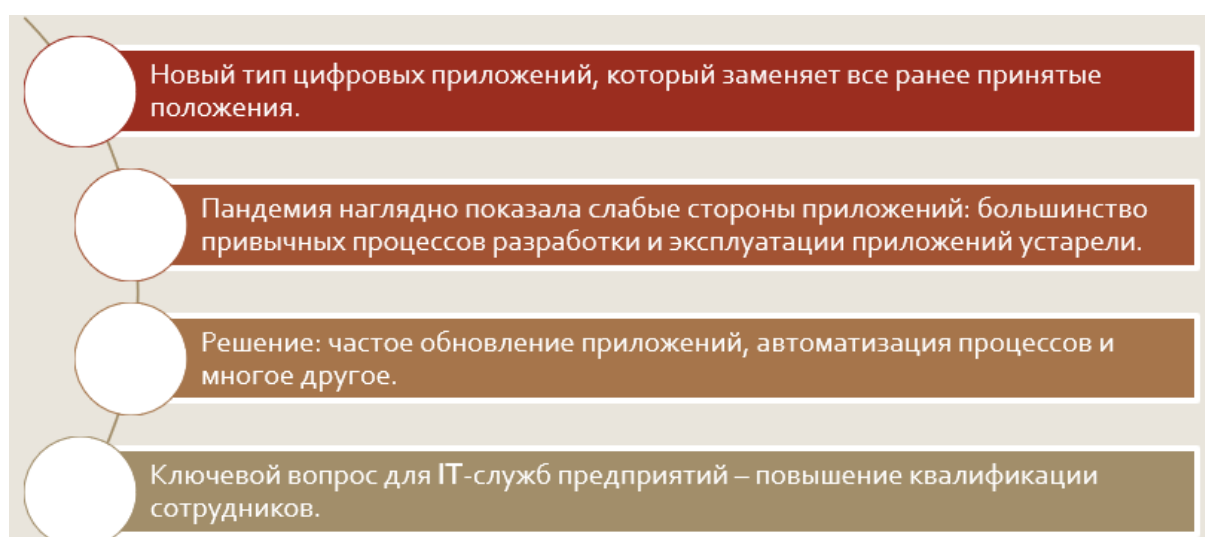 Новый тип цифровых приложений, который заменяет все ранее принятые
положения.
Пандемия наглядно показала слабые стороны приложений: большинство
привычных процессов разработки и эксплуатации приложений устарели.
Решение: частое обновление приложений, автоматизация процессов и
многое другое.
Ключевой вопрос для IT-служб предприятий – повышение квалификации
сотрудников.